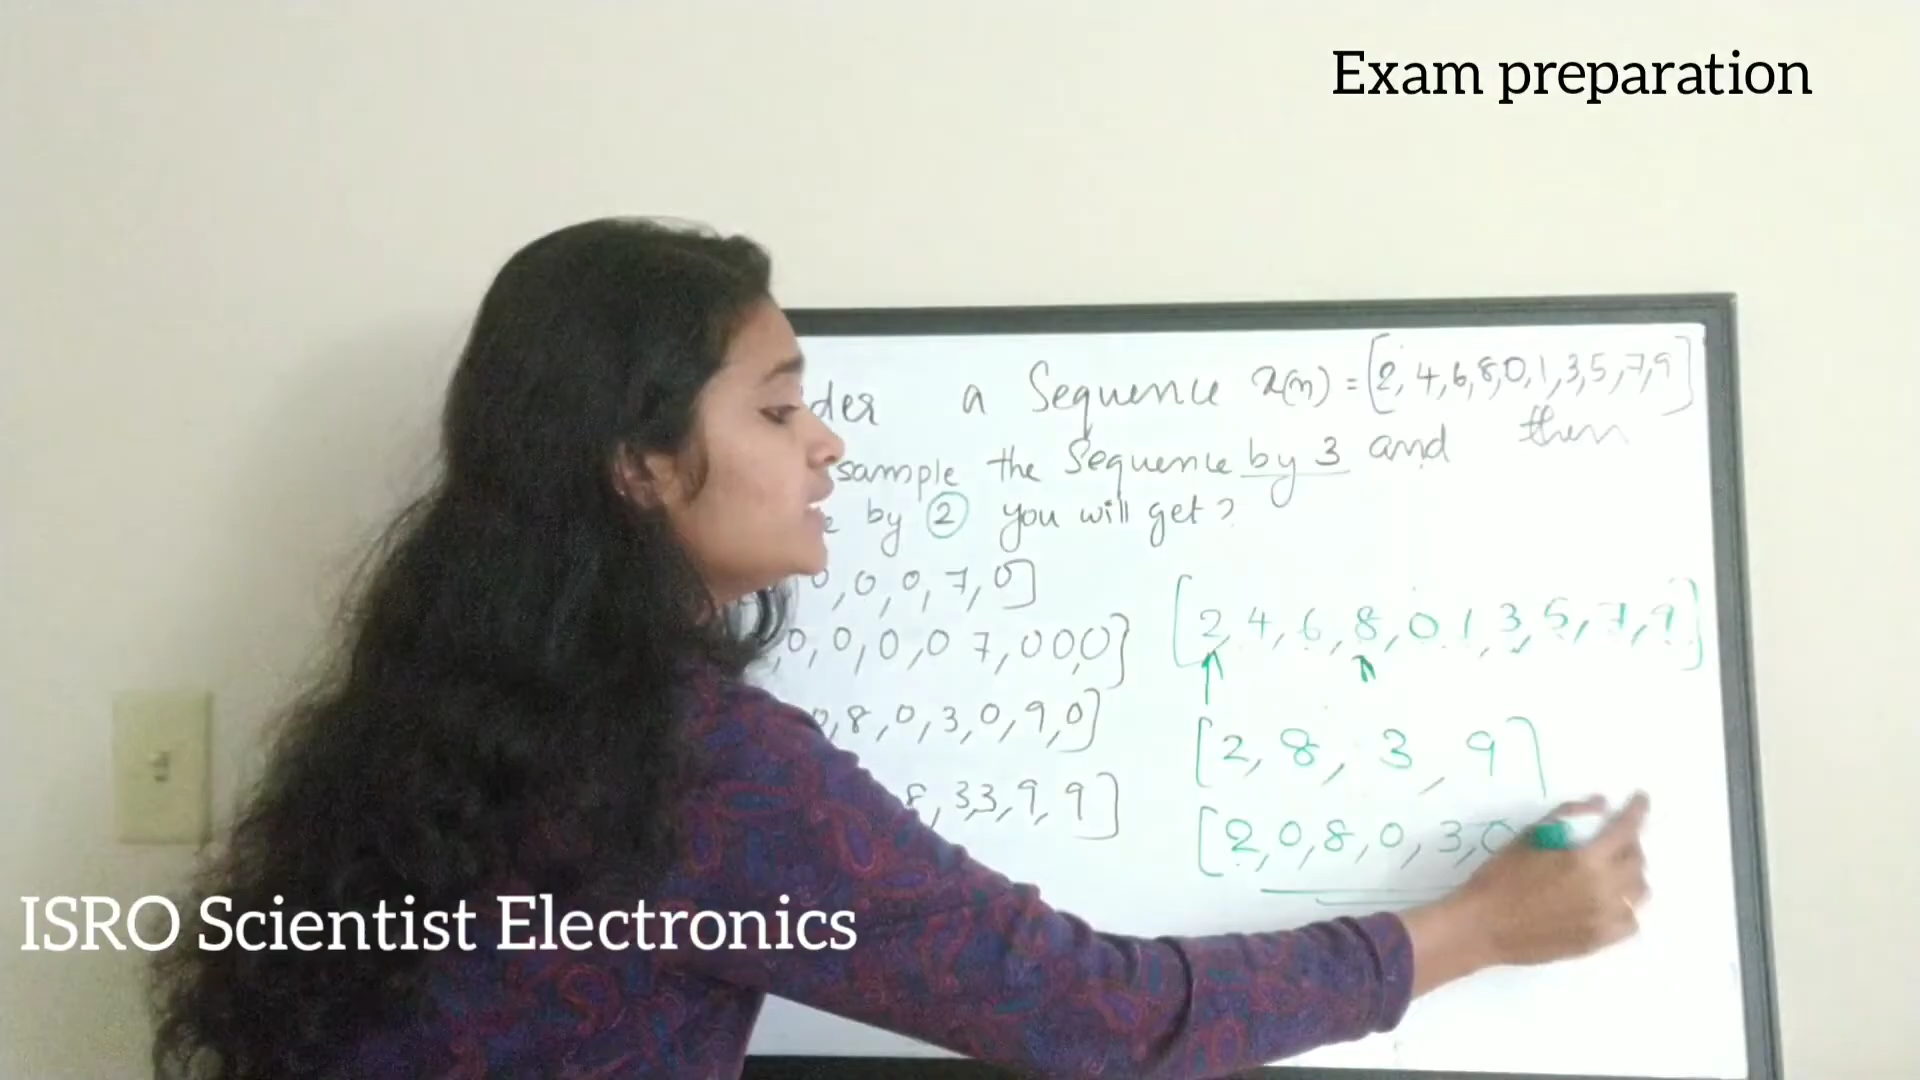 Exam preparation
der a Sequence x(n) = [2, 4, 6, 8, 0, 1, 3, 5, 7, 9]
sample the Sequence by 3 and then
e by 2 you will get?
0, 0, 0, 7, 0]
, 0, 0, 0, 0 7, 0 0, 0]
0, 8, 0, 3, 0, 9, 0]
8, 3, 3, 9, 9]
[2, 4, 6, 8, 0, 1, 3, 5, 7, 9]
[2, 8, 3, 9]
[2, 0, 8, 0, 3, 0
ISRO Scientist Electronics